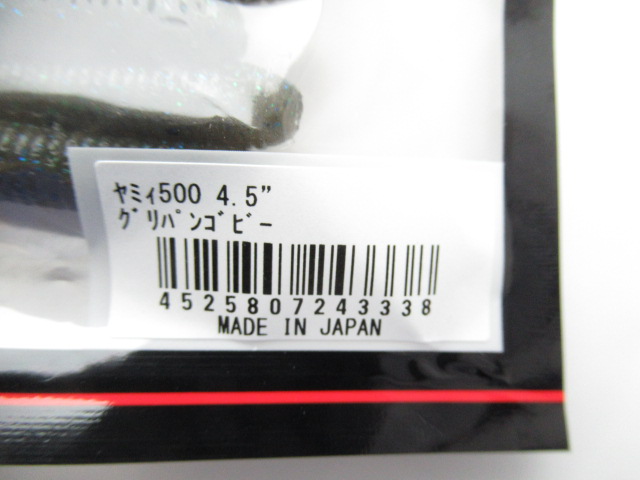 ﾔﾐｨ500 4.5"
ｸﾞﾘﾊﾟﾝｺﾞﾋﾞｰ
4525807243338
MADE IN JAPAN